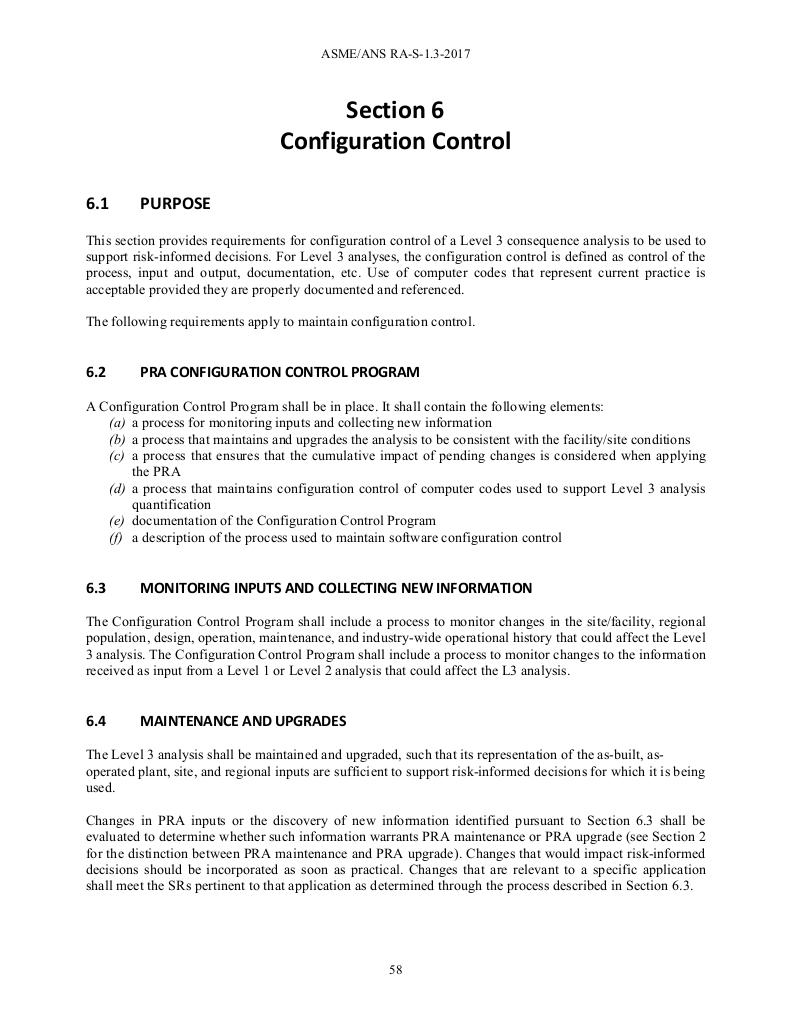 ASME/ANS RA-S-1.3-2017
Section 6
Configuration Control
6.1 PURPOSE
This section provides requirements for configuration control of a Level 3 consequence analysis to be used to
support risk-informed decisions. For Level 3 analyses, the configuration control is defined as control of the
process, input and output, documentation, etc. Use of computer codes that represent current practice is
acceptable provided they are properly documented and referenced.
The following requirements apply to maintain configuration control.
6.2 PRA CONFIGURATION CONTROL PROGRAM
A Configuration Control Program shall be in place. It shall contain the following elements:
(a) a process for monitoring inputs and collecting new information
(b) a process that maintains and upgrades the analysis to be consistent with the facility/site conditions
(c) a process that ensures that the cumulative impact of pending changes is considered when applying
the PRA
(d) a process that maintains configuration control of computer codes used to support Level 3 analysis
quantification
(e) documentation of the Configuration Control Program
(f) a description of the process used to maintain software configuration control
6.3 MONITORING INPUTS AND COLLECTING NEW INFORMATION
The Configuration Control Program shall include a process to monitor changes in the site/facility, regional
population, design, operation, maintenance, and industry-wide operational history that could affect the Level
3 analysis. The Configuration Control Program shall include a process to monitor changes to the information
received as input from a Level 1 or Level 2 analysis that could affect the L3 analysis.
6.4 MAINTENANCE AND UPGRADES
The Level 3 analysis shall be maintained and upgraded, such that its representation of the as-built, as-
operated plant, site, and regional inputs are sufficient to support risk-informed decisions for which it is being
used.
Changes in PRA inputs or the discovery of new information identified pursuant to Section 6.3 shall be
evaluated to determine whether such information warrants PRA maintenance or PRA upgrade (see Section 2
for the distinction between PRA maintenance and PRA upgrade). Changes that would impact risk-informed
decisions should be incorporated as soon as practical. Changes that are relevant to a specific application
shall meet the SRs pertinent to that application as determined through the process described in Section 6.3.
58